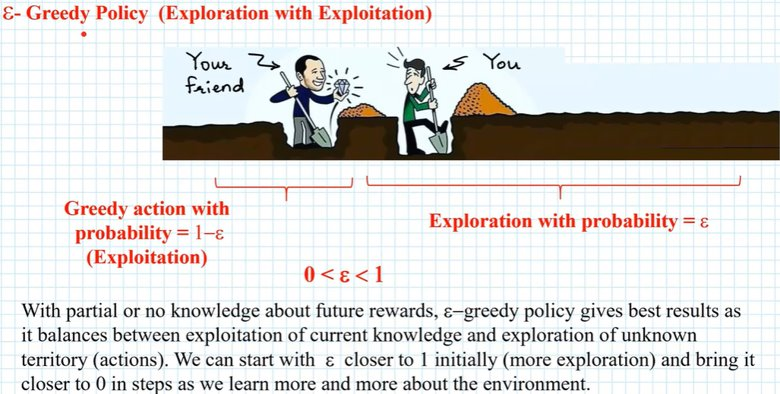 ε- Greedy Policy (Exploration with Exploitation)
Your
friend
You
Greedy action with
probability = 1–ε
(Exploitation)
Exploration with probability = ε
0 < ε < 1
With partial or no knowledge about future rewards, ε–greedy policy gives best results as
it balances between exploitation of current knowledge and exploration of unknown
territory (actions). We can start with ε closer to 1 initially (more exploration) and bring it
closer to 0 in steps as we learn more and more about the environment.